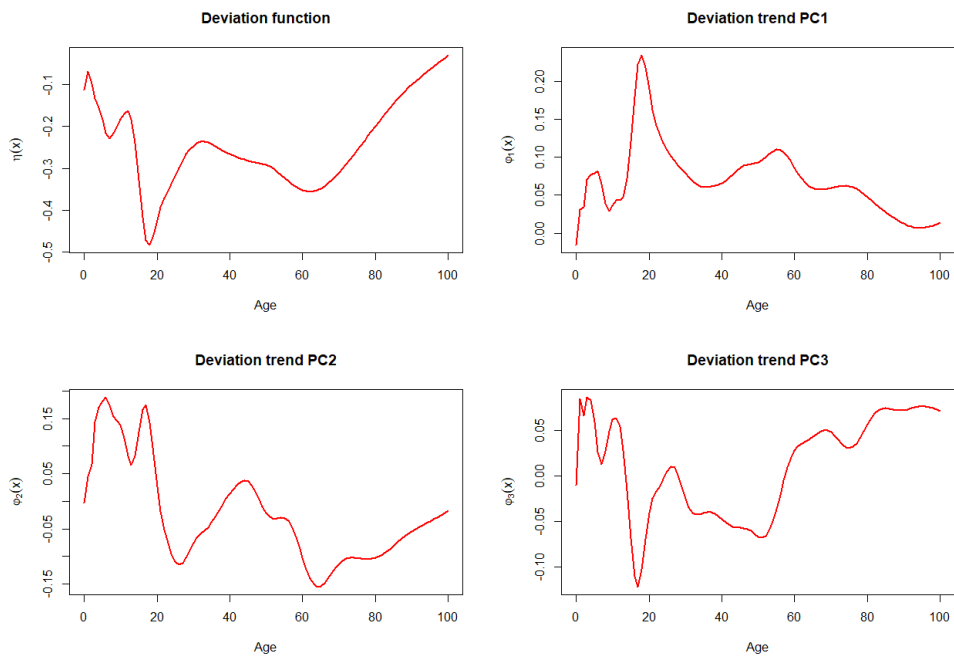 Deviation function
η(x)
-0.1
-0.2
-0.3
-0.4
-0.5
0 20 40 60 80 100
Age
Deviation trend PC1
φ₁(x)
0.20
0.15
0.10
0.05
0.00
0 20 40 60 80 100
Age
Deviation trend PC2
φ₂(x)
0.15
0.05
-0.05
-0.15
0 20 40 60 80 100
Age
Deviation trend PC3
φ₃(x)
0.05
0.00
-0.05
-0.10
0 20 40 60 80 100
Age